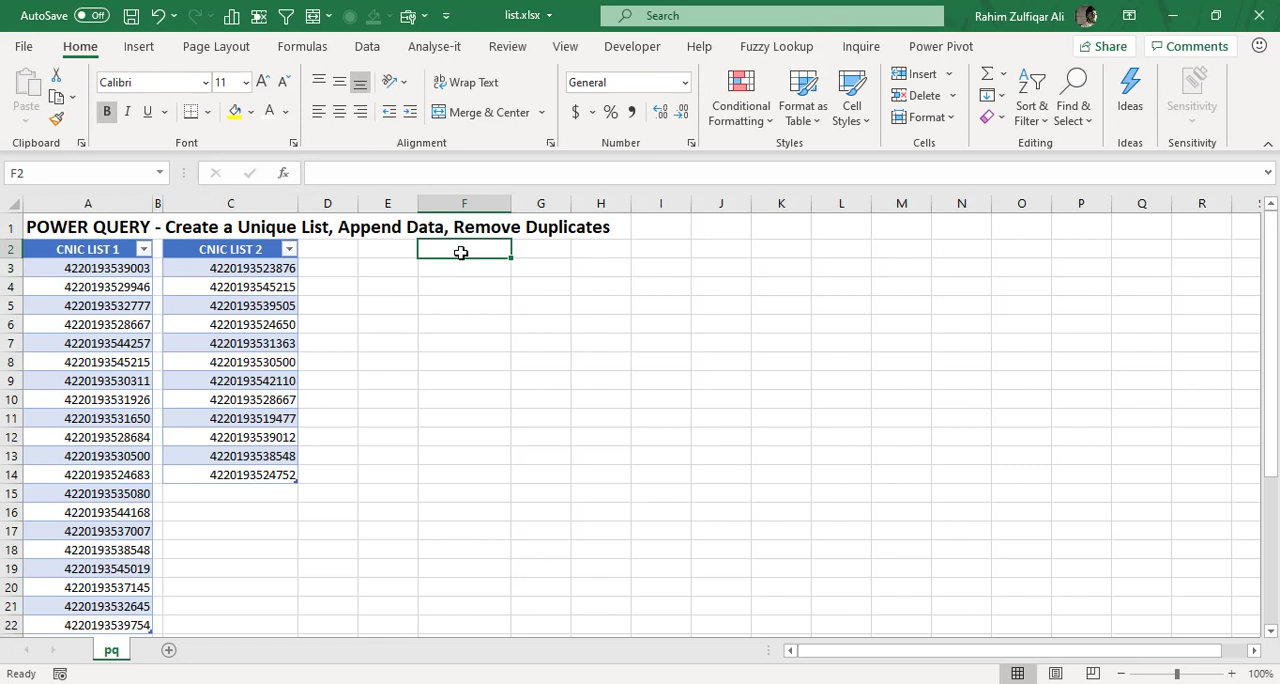 AutoSave Off list.xlsx Search Rahim Zulfiqar Ali
File Home Insert Page Layout Formulas Data Analyse-it Review View Developer Help Fuzzy Lookup Inquire Power Pivot Share Comments
Paste Calibri 11 Wrap Text General Conditional Formatting Format as Table Cell Styles Insert Delete Format Sort & Filter Find & Select Ideas Sensitivity
B I U A Merge & Center $ % ,
Clipboard Font Alignment Number Styles Cells Editing Ideas Sensitivity
F2 fx
A B C D E F G H I J K L M N O P Q R S
1 POWER QUERY - Create a Unique List, Append Data, Remove Duplicates
2 CNIC LIST 1 CNIC LIST 2
3 4220193539003 4220193523876
4 4220193529946 4220193545215
5 4220193532777 4220193539505
6 4220193528667 4220193524650
7 4220193544257 4220193531363
8 4220193545215 4220193530500
9 4220193530311 4220193542110
10 4220193531926 4220193528667
11 4220193531650 4220193519477
12 4220193528684 4220193539012
13 4220193530500 4220193538548
14 4220193524683 4220193524752
15 4220193535080
16 4220193544168
17 4220193537007
18 4220193538548
19 4220193545019
20 4220193537145
21 4220193532645
22 4220193539754
pq
Ready 100%